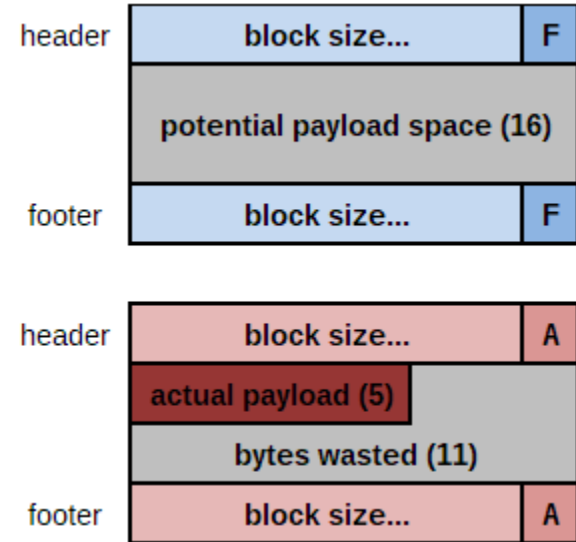 header
block size...
F
potential payload space (16)
footer
block size...
F
header
block size...
A
actual payload (5)
bytes wasted (11)
footer
block size...
A